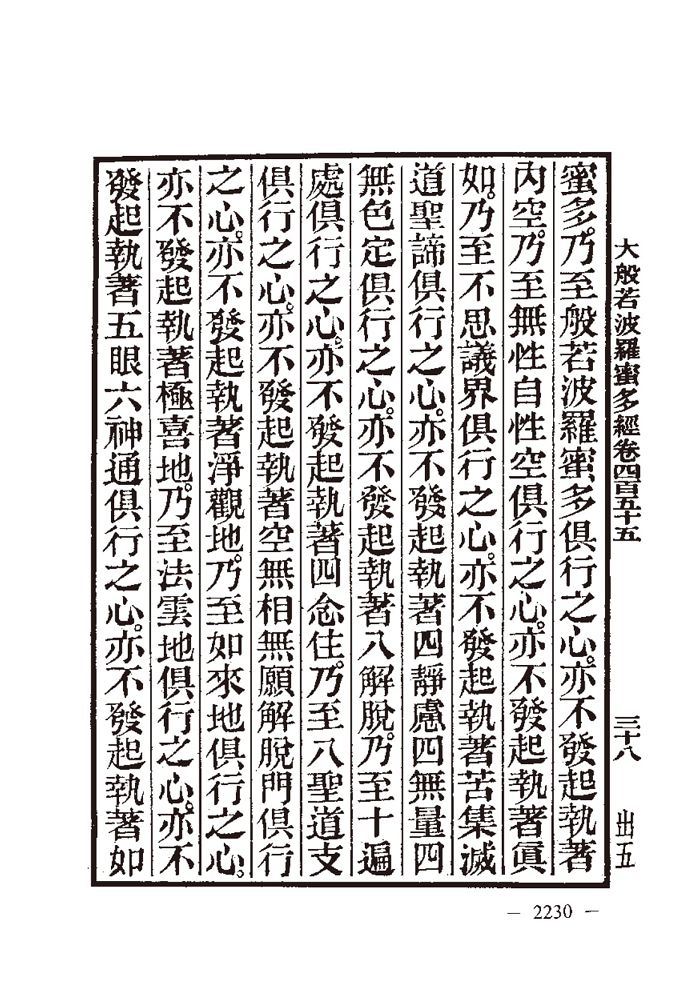 大般若波羅蜜多經卷四百五十五 三十八 出五
蜜多。乃至般若波羅蜜多俱行之心。亦不發起執著
內空。乃至無性自性空俱行之心。亦不發起執著眞
如。乃至不思議界俱行之心。亦不發起執著苦集滅
道聖諦俱行之心。亦不發起執著四靜慮四無量四
無色定俱行之心。亦不發起執著八解脫。乃至十遍
處俱行之心。亦不發起執著四念住。乃至八聖道支
俱行之心。亦不發起執著空無相無願解脫門俱行
之心。亦不發起執著淨觀地。乃至如來地俱行之心。
亦不發起執著極喜地。乃至法雲地俱行之心。亦不
發起執著五眼六神通俱行之心。亦不發起執著如
— 2230 —